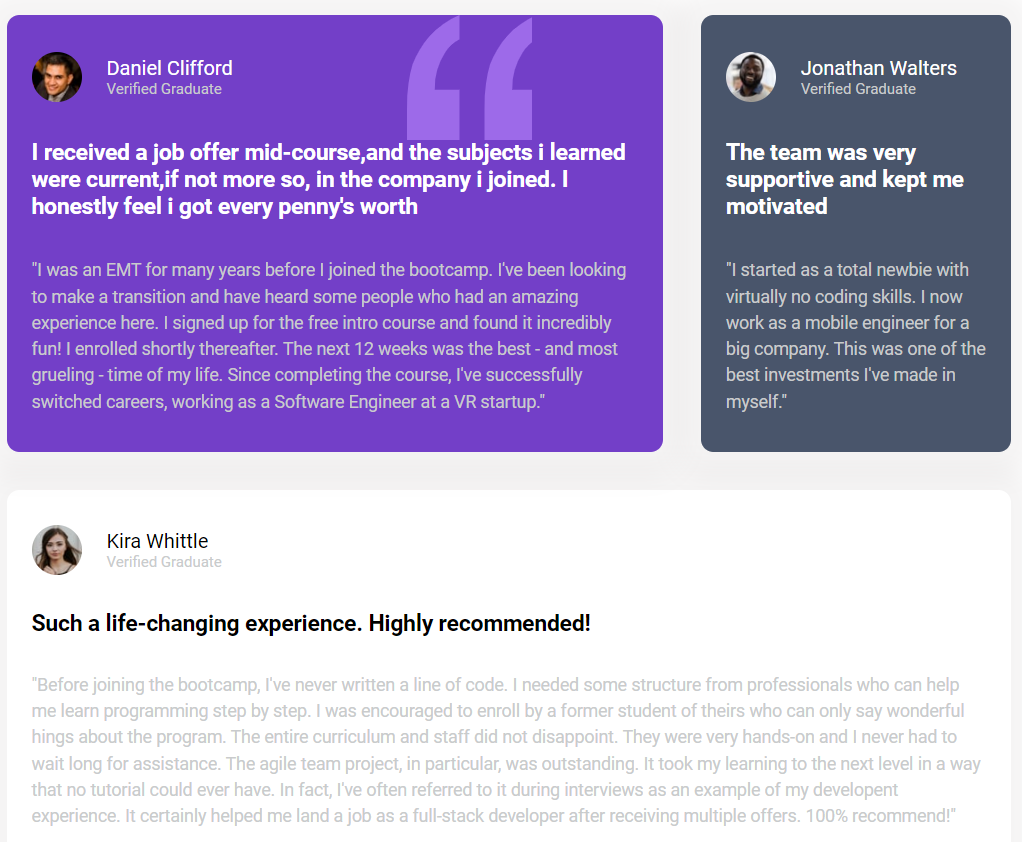 Daniel Clifford
Verified Graduate
I received a job offer mid-course,and the subjects i learned
were current,if not more so, in the company i joined. I
honestly feel i got every penny's worth
"I was an EMT for many years before I joined the bootcamp. I've been looking
to make a transition and have heard some people who had an amazing
experience here. I signed up for the free intro course and found it incredibly
fun! I enrolled shortly thereafter. The next 12 weeks was the best - and most
grueling - time of my life. Since completing the course, I've successfully
switched careers, working as a Software Engineer at a VR startup."
Jonathan Walters
Verified Graduate
The team was very
supportive and kept me
motivated
"I started as a total newbie with
virtually no coding skills. I now
work as a mobile engineer for a
big company. This was one of the
best investments I've made in
myself."
Kira Whittle
Verified Graduate
Such a life-changing experience. Highly recommended!
"Before joining the bootcamp, I've never written a line of code. I needed some structure from professionals who can help
me learn programming step by step. I was encouraged to enroll by a former student of theirs who can only say wonderful
hings about the program. The entire curriculum and staff did not disappoint. They were very hands-on and I never had to
wait long for assistance. The agile team project, in particular, was outstanding. It took my learning to the next level in a way
that no tutorial could ever have. In fact, I've often referred to it during interviews as an example of my developent
experience. It certainly helped me land a job as a full-stack developer after receiving multiple offers. 100% recommend!"